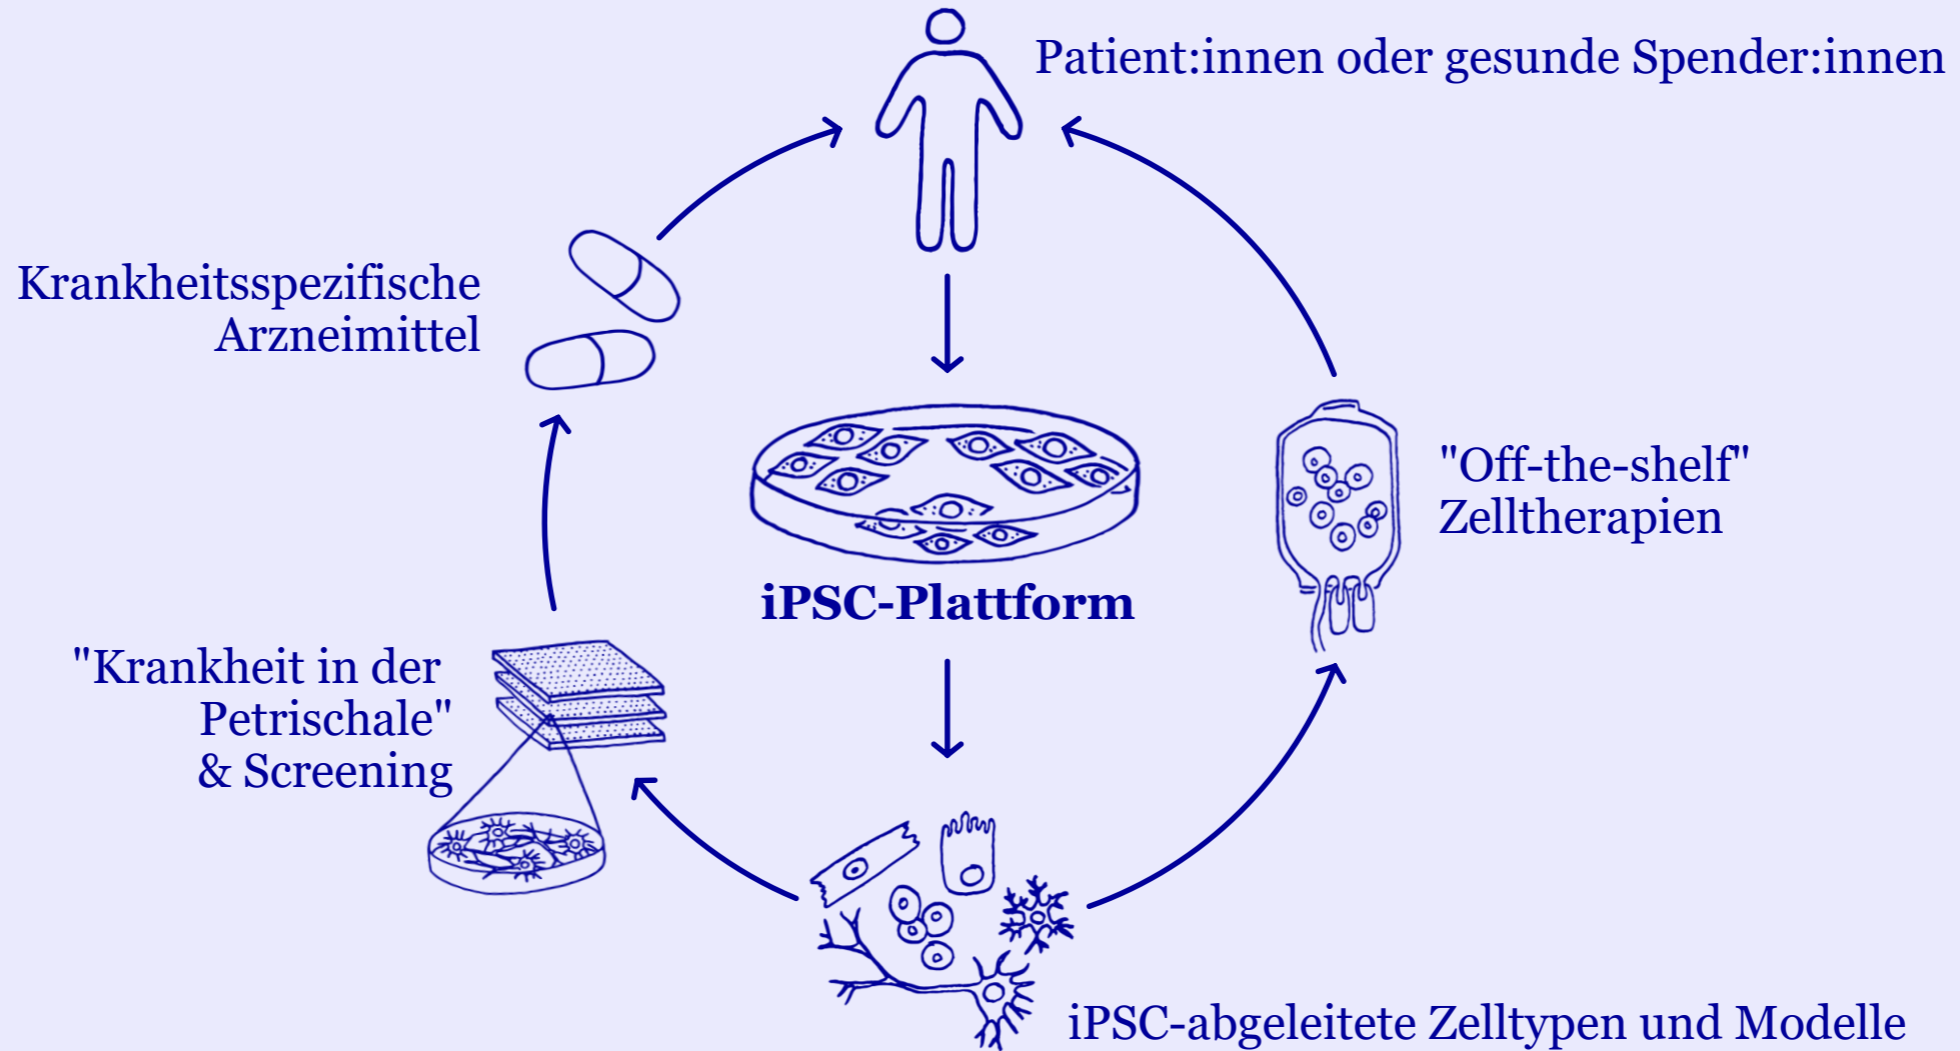 Patient:innen oder gesunde Spender:innen
Krankheitsspezifische
Arzneimittel
"Off-the-shelf"
Zelltherapien
iPSC-Plattform
"Krankheit in der
Petrischale"
& Screening
iPSC-abgeleitete Zelltypen und Modelle